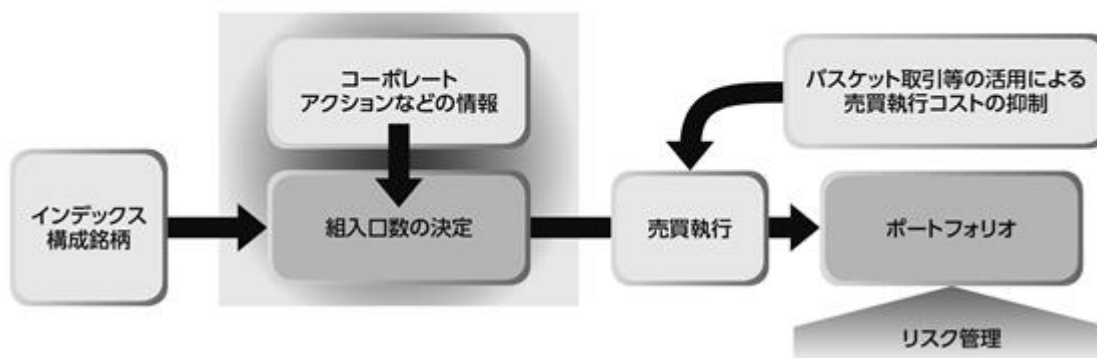 コーポレート
アクションなどの情報
バスケット取引等の活用による
売買執行コストの抑制
インデックス
構成銘柄
組入口数の決定
売買執行
ポートフォリオ
リスク管理